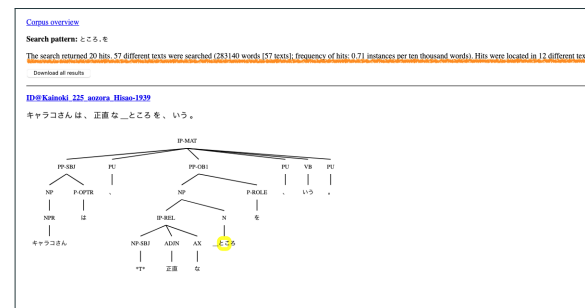 Corpus overview
Search pattern: ところ,を
The search returned 20 hits. 57 different texts were searched (283140 words [57 texts]; frequency of hits: 0.71 instances per ten thousand words). Hits were located in 12 different tex
Download all results
ID@Kainoki_225_aozora_Hisao-1939
キャラコさん は 、 正直 な __ところ を 、 いう 。
IP-MAT
PP-SBJ PU PP-OB1 PU VB PU
NP P-OPTR 、 NP P-ROLE 、 いう 。
NPR は IP-REL N を
キャラコさん NP-SBJ ADJN AX __ところ
*T* 正直 な